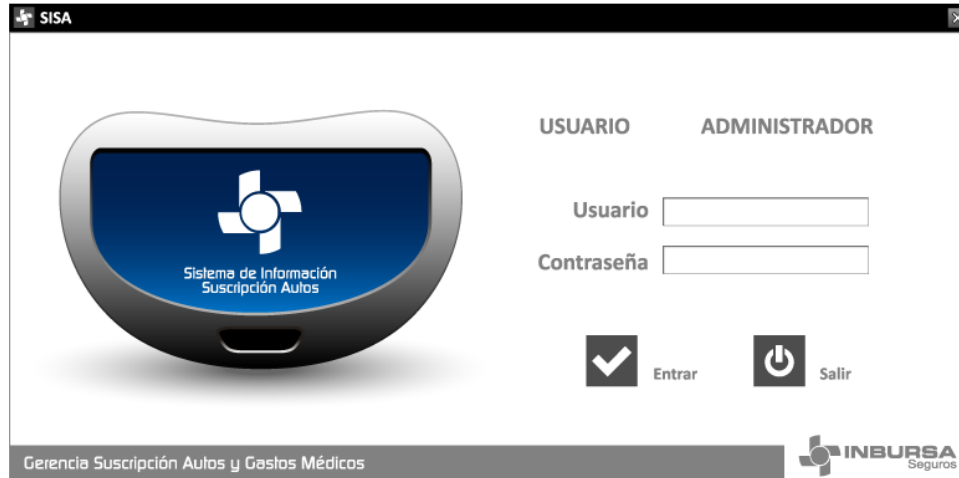 SISA
USUARIO ADMINISTRADOR
Usuario
Contraseña
Sistema de Información
Suscripción Autos
Entrar Salir
Gerencia Suscripción Autos y Gastos Médicos
INBURSA
Seguros